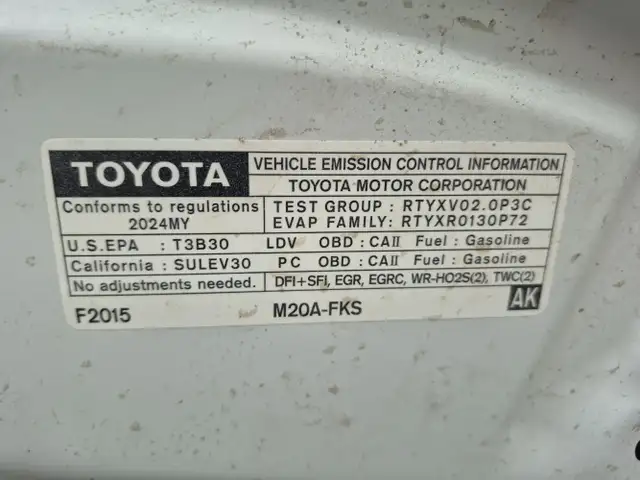 TOYOTA
VEHICLE EMISSION CONTROL INFORMATION
TOYOTA MOTOR CORPORATION
Conforms to regulations
2024MY
TEST GROUP : RTYXV02.0P3C
EVAP FAMILY: RTYXR0130P72
U.S.EPA : T3B30 LDV OBD : CAII Fuel : Gasoline
California : SULEV30 PC OBD : CAII Fuel : Gasoline
No adjustments needed. DFI+SFI, EGR, EGRC, WR-HO2S(2), TWC(2)
F2015 M20A-FKS AK